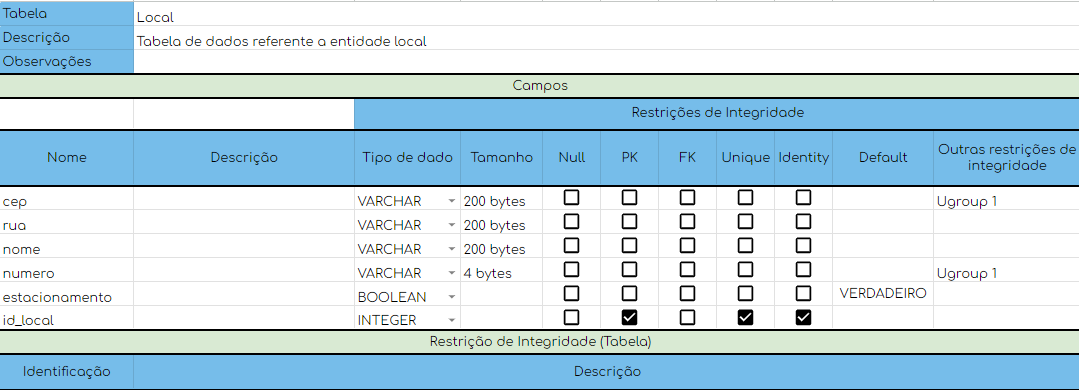 Tabela Local
Descrição Tabela de dados referente a entidade local
Observações
Campos
Restrições de Integridade
Nome Descrição Tipo de dado Tamanho Null PK FK Unique Identity Default Outras restrições de
integridade
cep VARCHAR 200 bytes Ugroup 1
rua VARCHAR 200 bytes
nome VARCHAR 200 bytes
numero VARCHAR 4 bytes Ugroup 1
estacionamento BOOLEAN VERDADEIRO
id_local INTEGER
Restrição de Integridade (Tabela)
Identificação Descrição